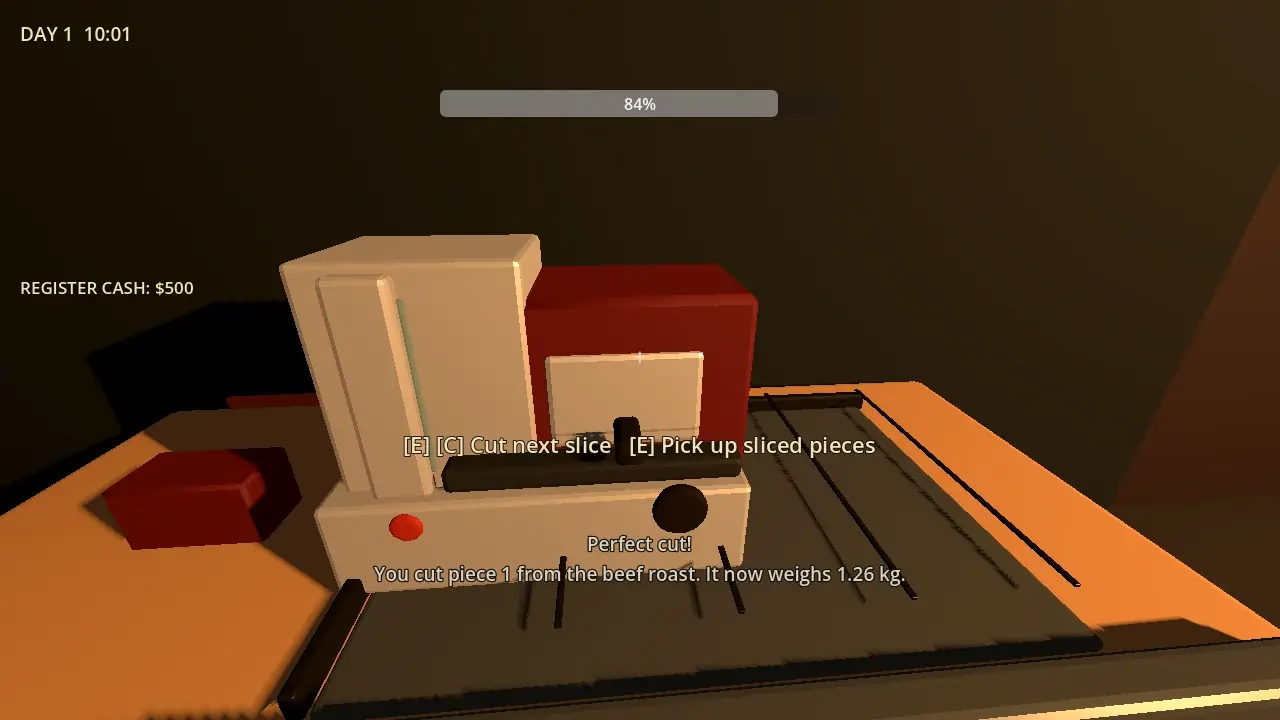 DAY 1 10:01
84%
REGISTER CASH: $500
[E] [C] Cut next slice [E] Pick up sliced pieces
Perfect cut!
You cut piece 1 from the beef roast. It now weighs 1.26 kg.